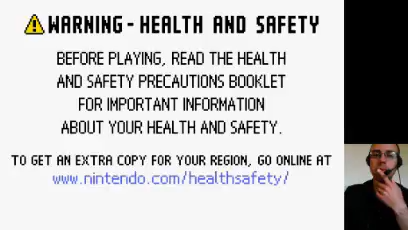 ⚠WARNING-HEALTH AND SAFETY
BEFORE PLAYING, READ THE HEALTH
AND SAFETY PRECAUTIONS BOOKLET
FOR IMPORTANT INFORMATION
ABOUT YOUR HEALTH AND SAFETY.
TO GET AN EXTRA COPY FOR YOUR REGION, GO ONLINE AT
www.nintendo.com/healthsafety/